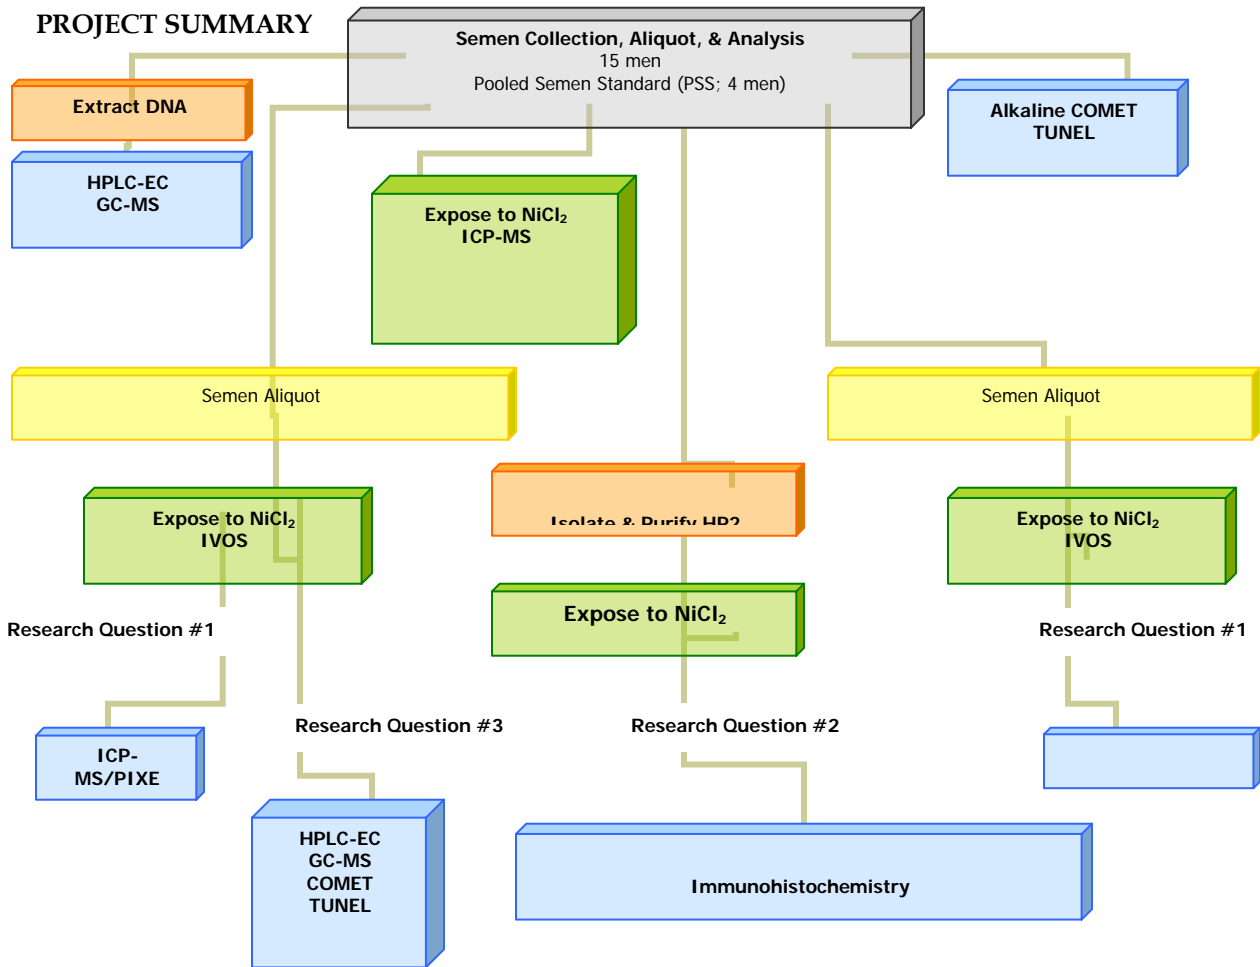 PROJECT SUMMARY
Semen Collection, Aliquot, & Analysis
15 men
Pooled Semen Standard (PSS; 4 men)
Extract DNA
HPLC-EC
GC-MS
Alkaline COMET
TUNEL
Expose to NiCl₂
ICP-MS
Semen Aliquot
Semen Aliquot
Expose to NiCl₂
IVOS
Isolate & Purify HP2
Expose to NiCl₂
IVOS
Expose to NiCl₂
Research Question #1
Research Question #1
Research Question #3
Research Question #2
ICP-
MS/PIXE
HPLC-EC
GC-MS
COMET
TUNEL
Immunohistochemistry